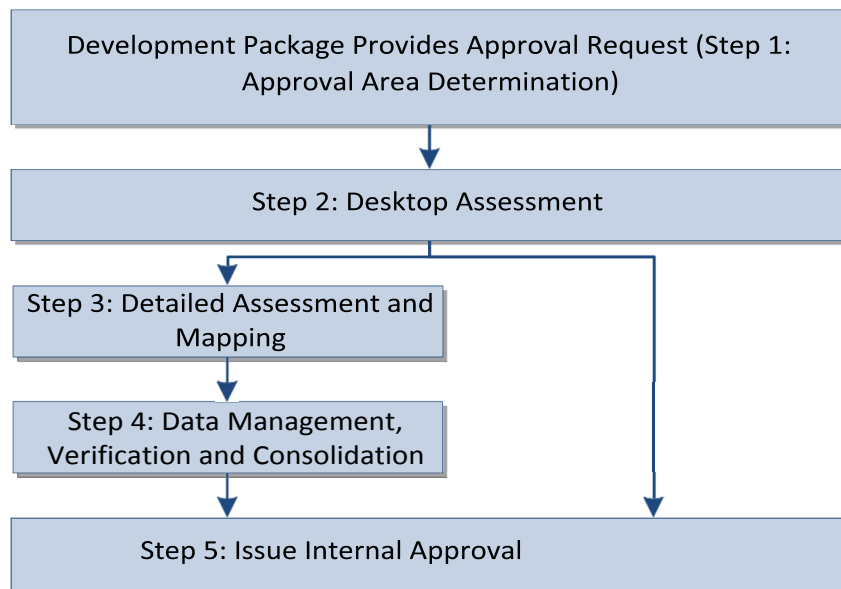 Development Package Provides Approval Request (Step 1:
Approval Area Determination)
Step 2: Desktop Assessment
Step 3: Detailed Assessment and
Mapping
Step 4: Data Management,
Verification and Consolidation
Step 5: Issue Internal Approval